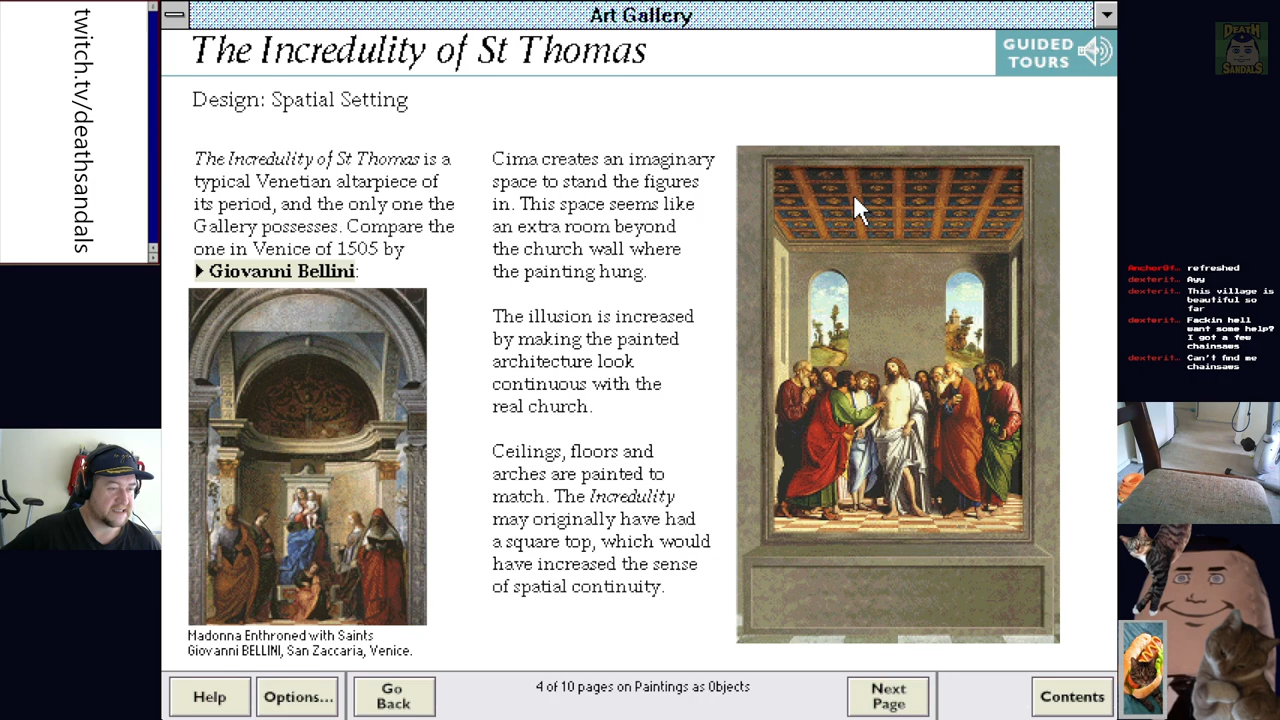 twitch.tv/deathsandals
Art Gallery
The Incredulity of St Thomas
GUIDED
TOURS
DEATH
SANDALS
Design: Spatial Setting
The Incredulity of St Thomas is a
typical Venetian altarpiece of
its period, and the only one the
Gallery possesses. Compare the
one in Venice of 1505 by
Giovanni Bellini:
Madonna Enthroned with Saints
Giovanni BELLINI, San Zaccaria, Venice.
Cima creates an imaginary
space to stand the figures
in. This space seems like
an extra room beyond
the church wall where
the painting hung.
The illusion is increased
by making the painted
architecture look
continuous with the
real church.
Ceilings, floors and
arches are painted to
match. The Incredulity
may originally have had
a square top, which would
have increased the sense
of spatial continuity.
AnchorOf… refreshed
dexterit… Ayy
dexterit… This village is
beautiful so
far
dexterit… Fackin hell
want some help?
I got a few
chainsaws
dexterit… Can't find me
chainsaws
Help
Options...
Go
Back
4 of 10 pages on Paintings as Objects
Next
Page
Contents